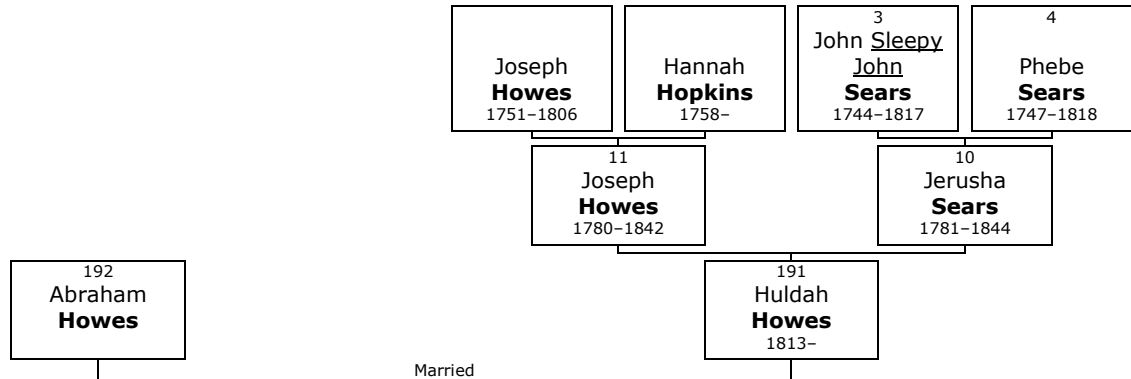 Joseph
Howes
1751–1806
Hannah
Hopkins
1758–
3
John Sleepy
John
Sears
1744–1817
4
Phebe
Sears
1747–1818
11
Joseph
Howes
1780–1842
10
Jerusha
Sears
1781–1844
192
Abraham
Howes
191
Huldah
Howes
1813–
Married